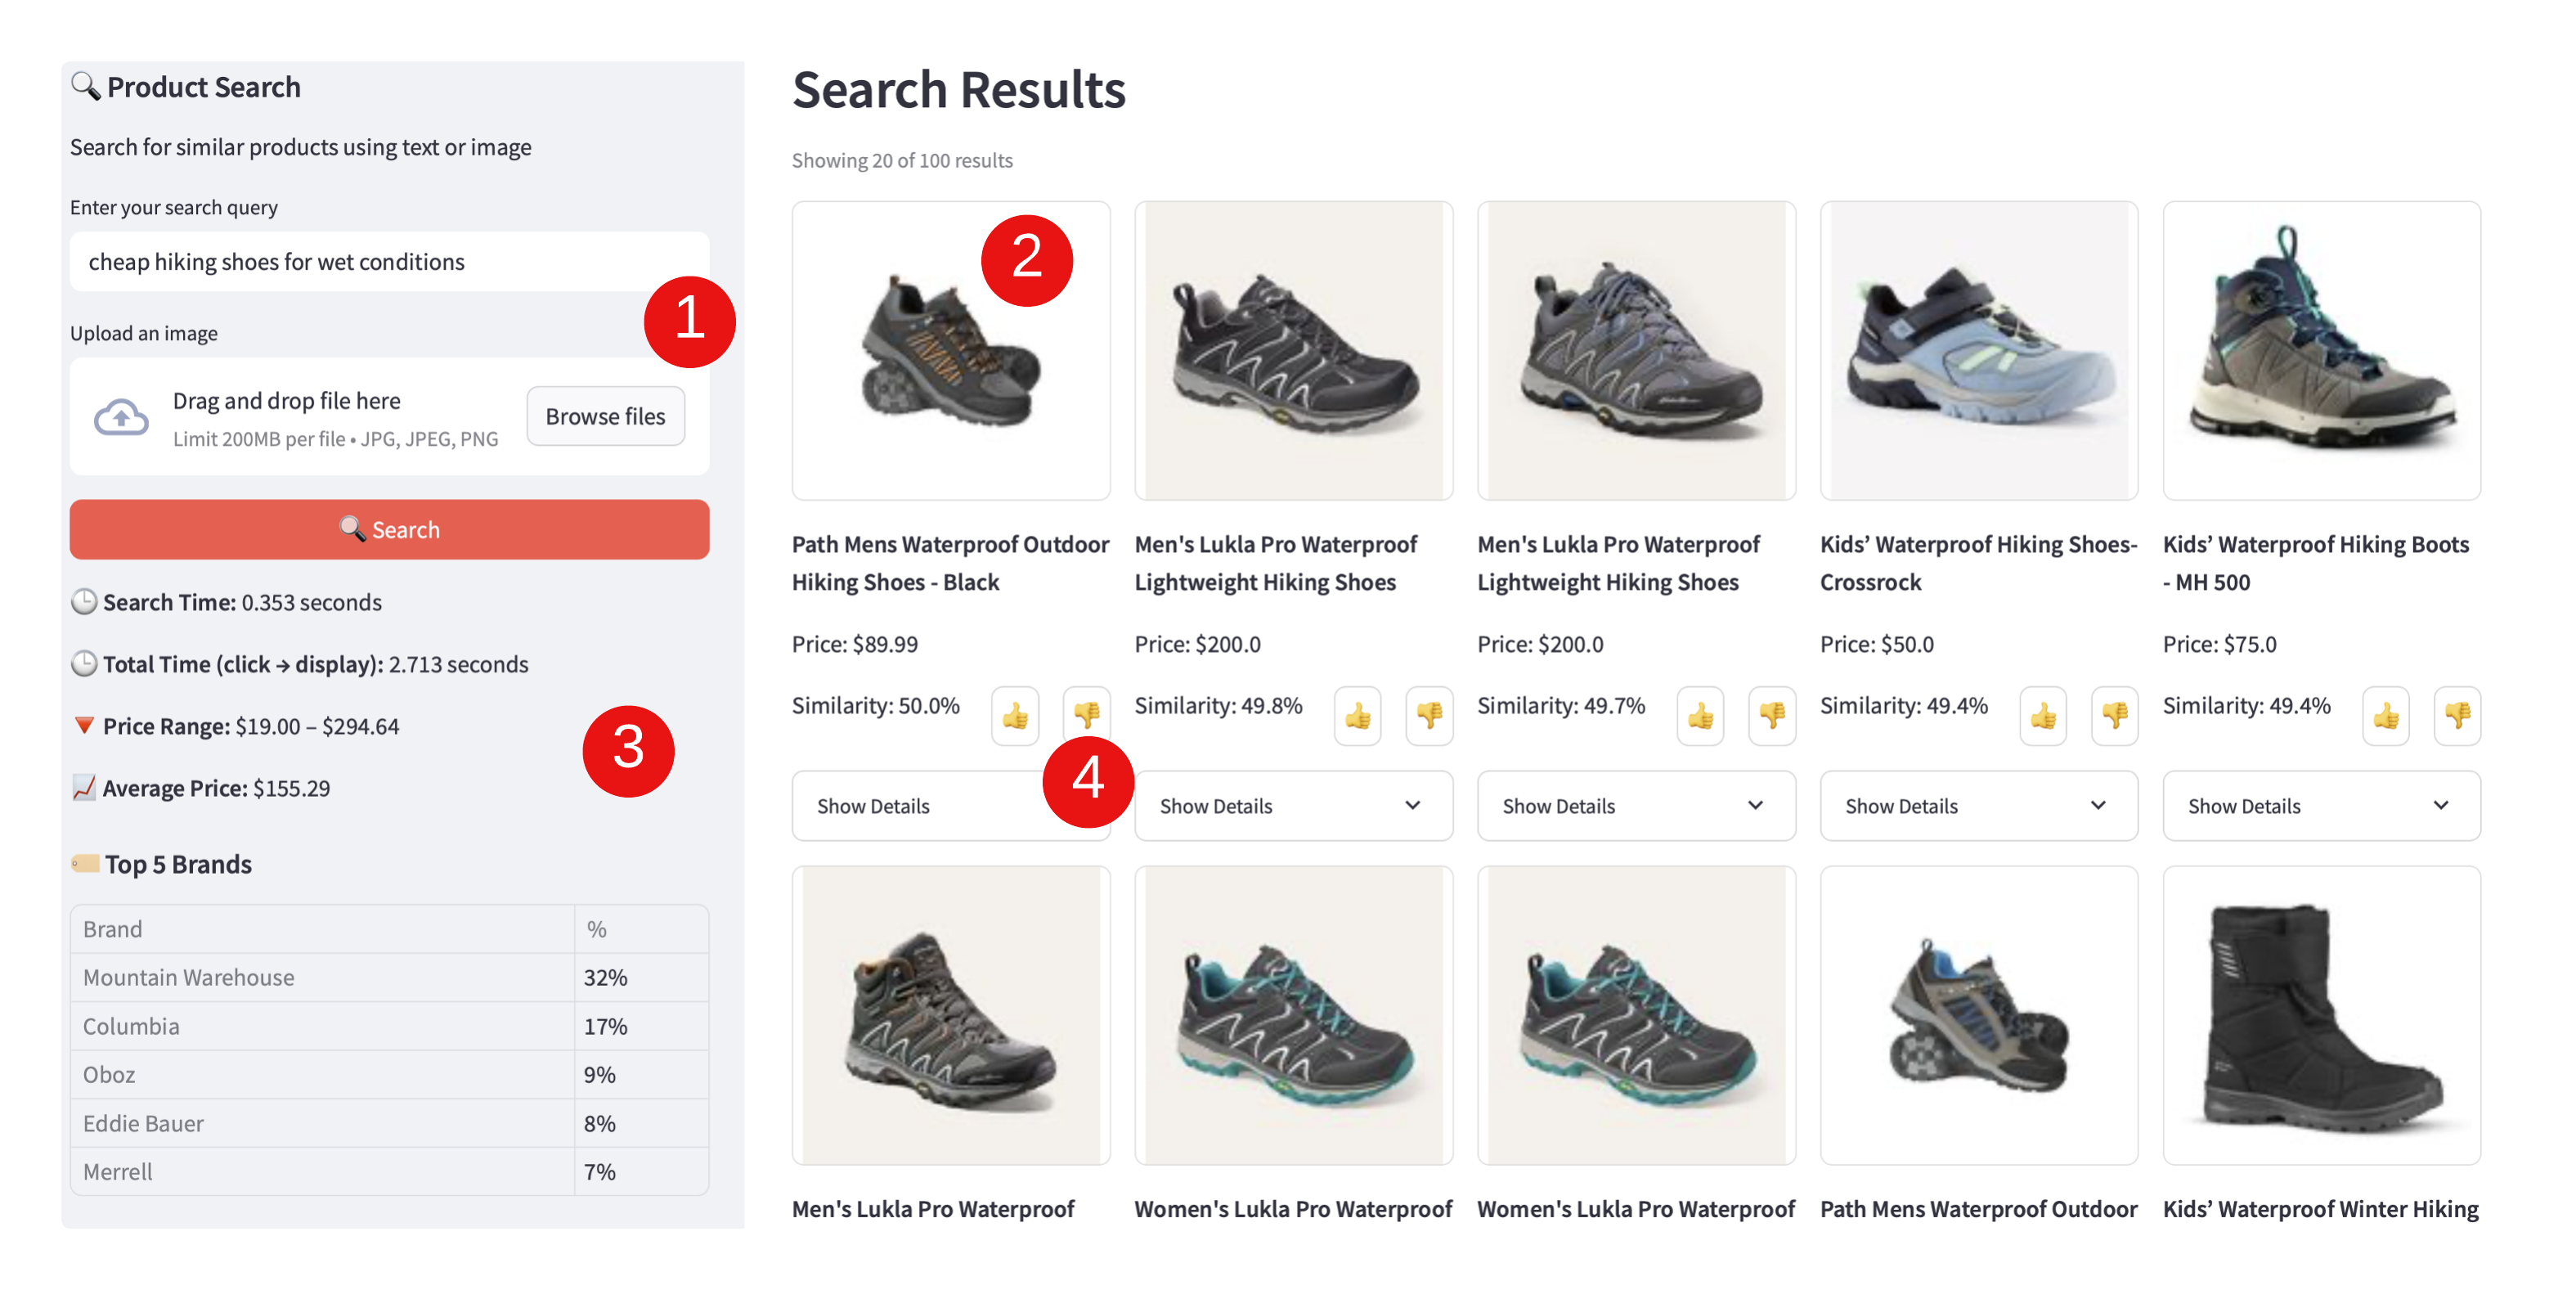 Product Search
Search for similar products using text or image
Enter your search query
cheap hiking shoes for wet conditions
1
Upload an image
Drag and drop file here
Limit 200MB per file • JPG, JPEG, PNG
Browse files
Search
Search Time: 0.353 seconds
Total Time (click → display): 2.713 seconds
Price Range: $19.00 – $294.64
3
Average Price: $155.29
Top 5 Brands
Brand %
Mountain Warehouse 32%
Columbia 17%
Oboz 9%
Eddie Bauer 8%
Merrell 7%
Search Results
Showing 20 of 100 results
2
Path Mens Waterproof Outdoor
Hiking Shoes - Black
Price: $89.99
Similarity: 50.0%
4
Show Details
Men's Lukla Pro Waterproof
Lightweight Hiking Shoes
Price: $200.0
Similarity: 49.8%
Show Details
Men's Lukla Pro Waterproof
Lightweight Hiking Shoes
Price: $200.0
Similarity: 49.7%
Show Details
Kids’ Waterproof Hiking Shoes-
Crossrock
Price: $50.0
Similarity: 49.4%
Show Details
Kids’ Waterproof Hiking Boots
- MH 500
Price: $75.0
Similarity: 49.4%
Show Details
Men's Lukla Pro Waterproof
Women's Lukla Pro Waterproof
Women's Lukla Pro Waterproof
Path Mens Waterproof Outdoor
Kids’ Waterproof Winter Hiking